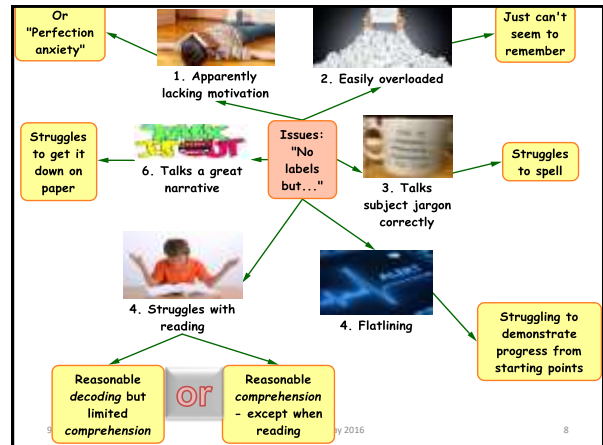 Or
"Perfection
anxiety"
1. Apparently
lacking motivation
2. Easily overloaded
Just can't
seem to
remember
Struggles
to get it
down on
paper
6. Talks a great
narrative
Issues:
"No
labels
but..."
3. Talks
subject jargon
correctly
Struggles
to spell
4. Struggles with
reading
4. Flatlining
Struggling to
demonstrate
progress from
starting points
Reasonable
decoding but
limited
comprehension
or
Reasonable
comprehension
- except when
reading
9
2016
8